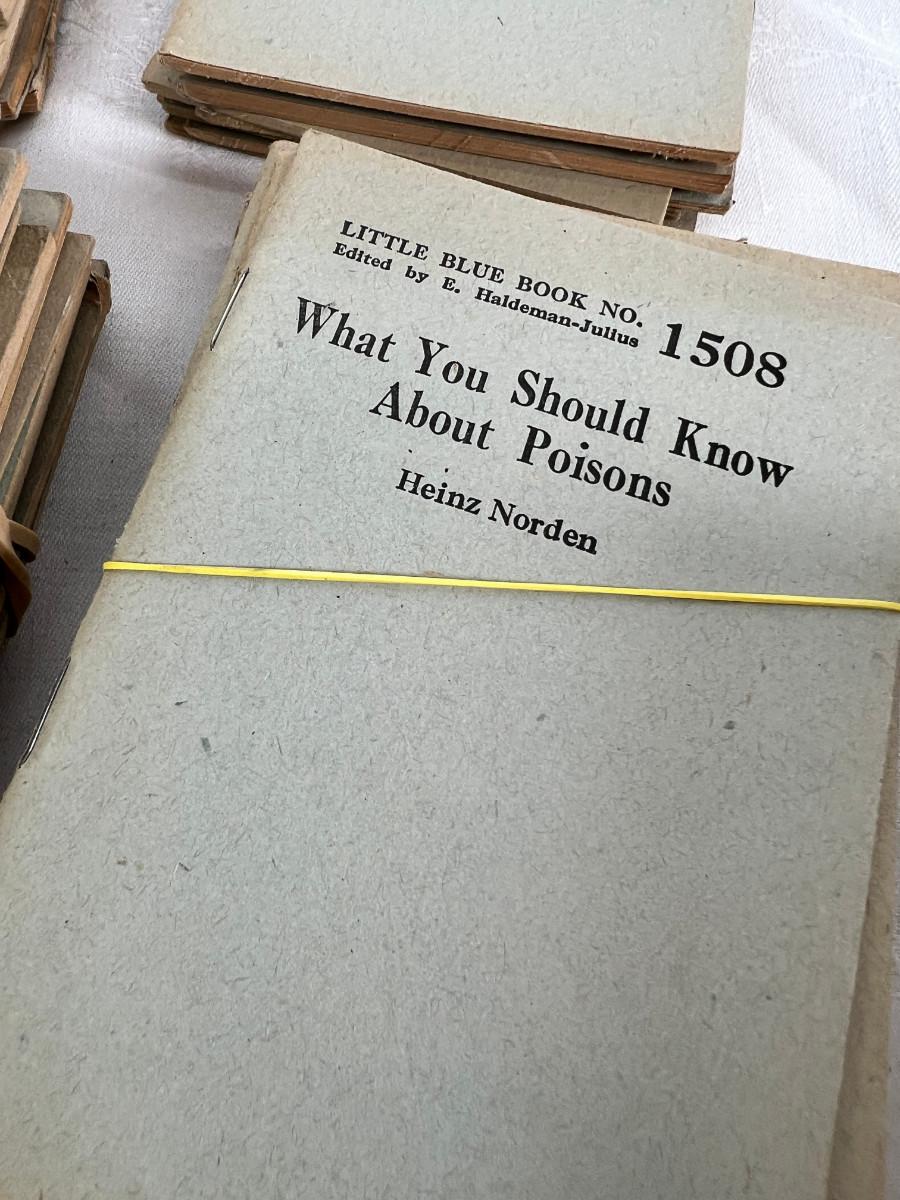 LITTLE BLUE BOOK NO. 1508
Edited by E. Haldeman-Julius
What You Should Know
About Poisons
Heinz Norden